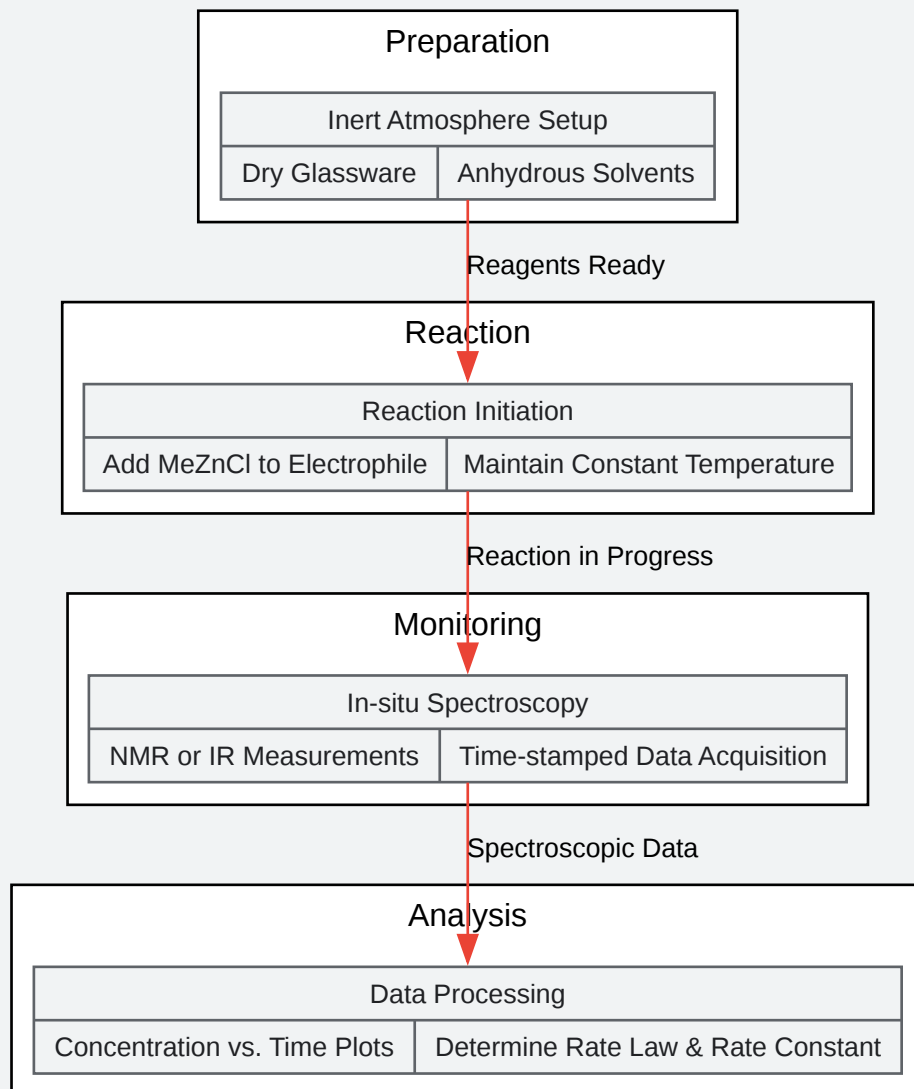 Preparation
Inert Atmosphere Setup
Dry Glassware
Anhydrous Solvents
Reagents Ready
Reaction
Reaction Initiation
Add MeZnCl to Electrophile
Maintain Constant Temperature
Reaction in Progress
Monitoring
In-situ Spectroscopy
NMR or IR Measurements
Time-stamped Data Acquisition
Spectroscopic Data
Analysis
Data Processing
Concentration vs. Time Plots
Determine Rate Law & Rate Constant